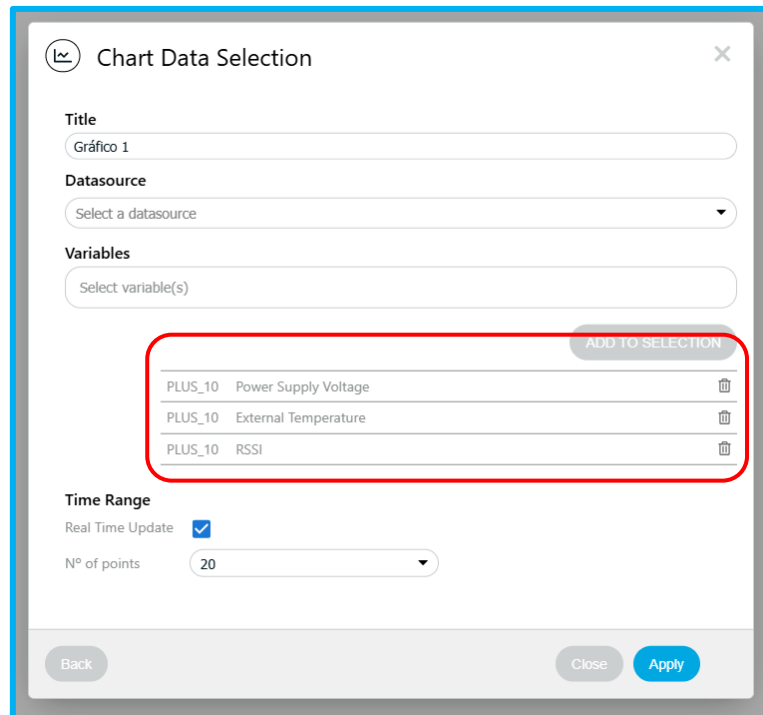 Chart Data Selection
Title
Gráfico 1
Datasource
Select a datasource
Variables
Select variable(s)
ADD TO SELECTION
PLUS_10 Power Supply Voltage
PLUS_10 External Temperature
PLUS_10 RSSI
Time Range
Real Time Update
Nº of points 20
Back Close Apply